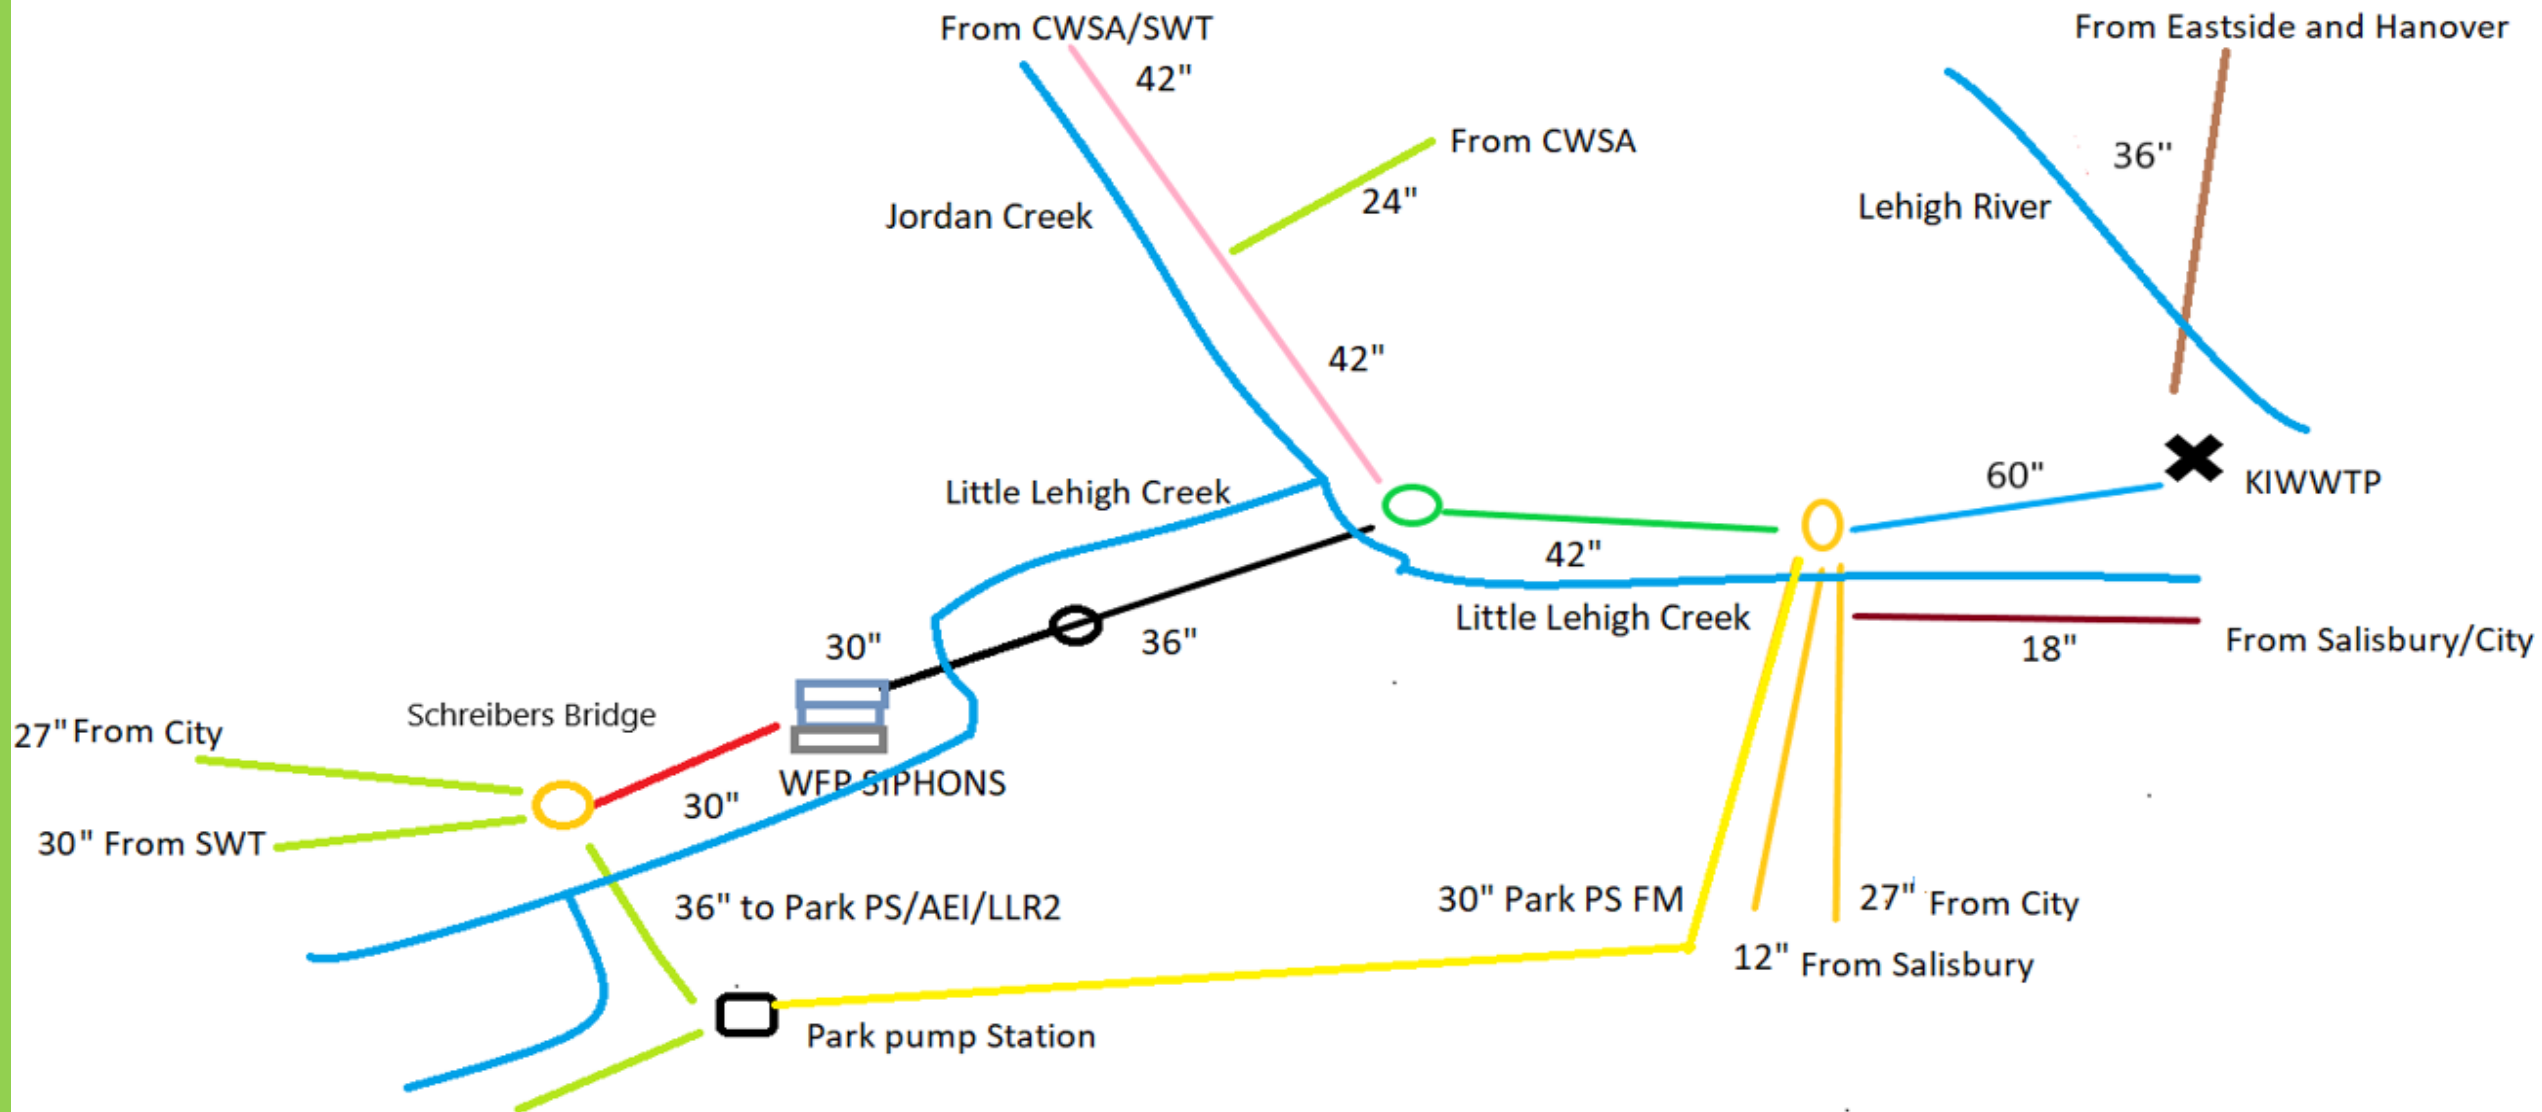 From CWSA/SWT
From Eastside and Hanover
42"
From CWSA
36"
24"
Jordan Creek
Lehigh River
42"
60"
KIWWTP
Little Lehigh Creek
42"
Little Lehigh Creek
30"
36"
18"
From Salisbury/City
Schreibers Bridge
27" From City
WFP SIPHONS
30"
30" From SWT
36" to Park PS/AEI/LLR2
30" Park PS FM
27" From City
12" From Salisbury
Park pump Station